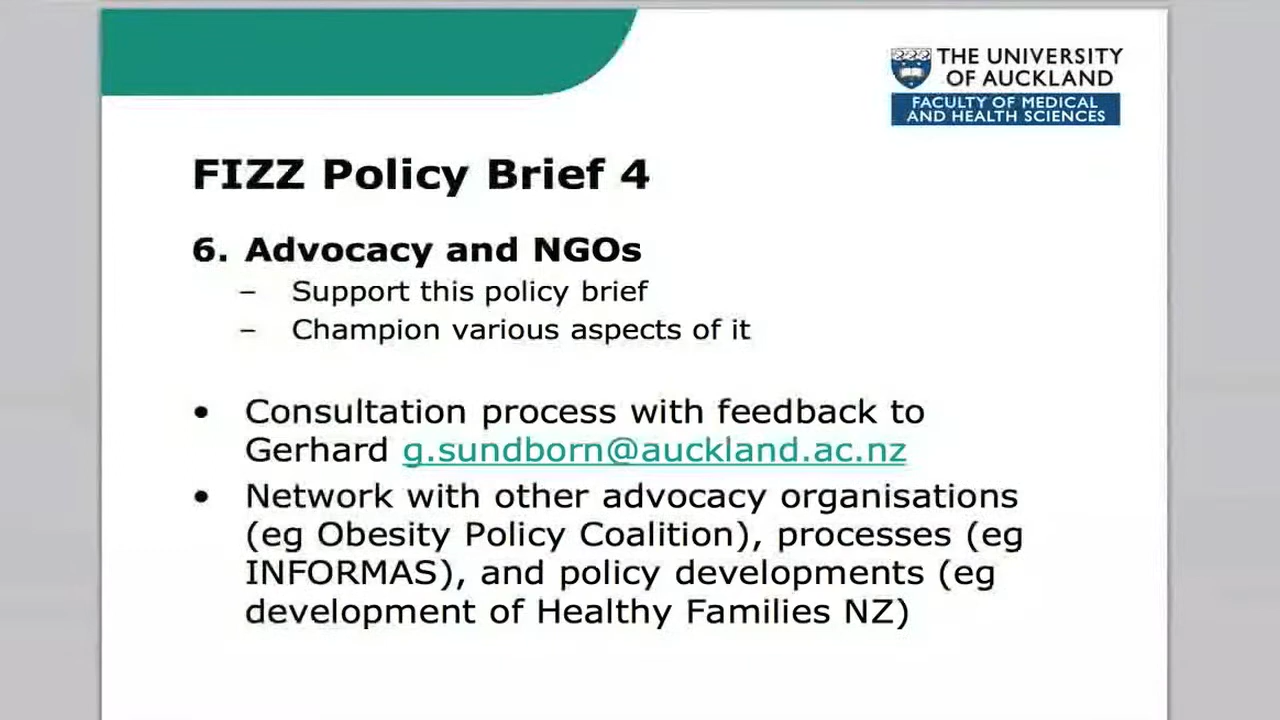 THE UNIVERSITY
OF AUCKLAND
FACULTY OF MEDICAL
AND HEALTH SCIENCES
FIZZ Policy Brief 4
6. Advocacy and NGOs
– Support this policy brief
– Champion various aspects of it
• Consultation process with feedback to
Gerhard g.sundborn@auckland.ac.nz
• Network with other advocacy organisations
(eg Obesity Policy Coalition), processes (eg
INFORMAS), and policy developments (eg
development of Healthy Families NZ)